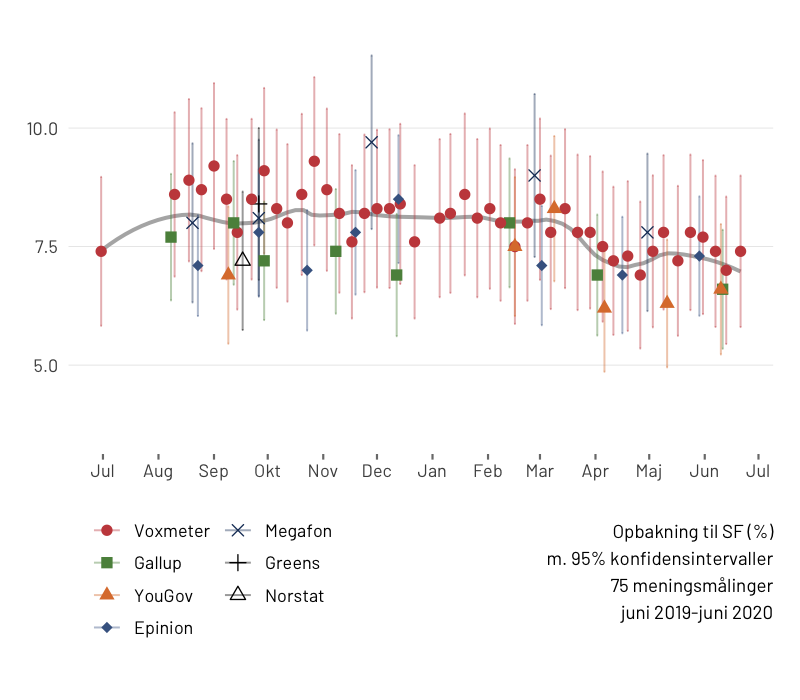 10.0
7.5
5.0
Jul Aug Sep Okt Nov Dec Jan Feb Mar Apr Maj Jun Jul
Voxmeter Megafon
Gallup Greens
YouGov Norstat
Epinion
Opbakning til SF (%)
m. 95% konfidensintervaller
75 meningsmålinger
juni 2019-juni 2020